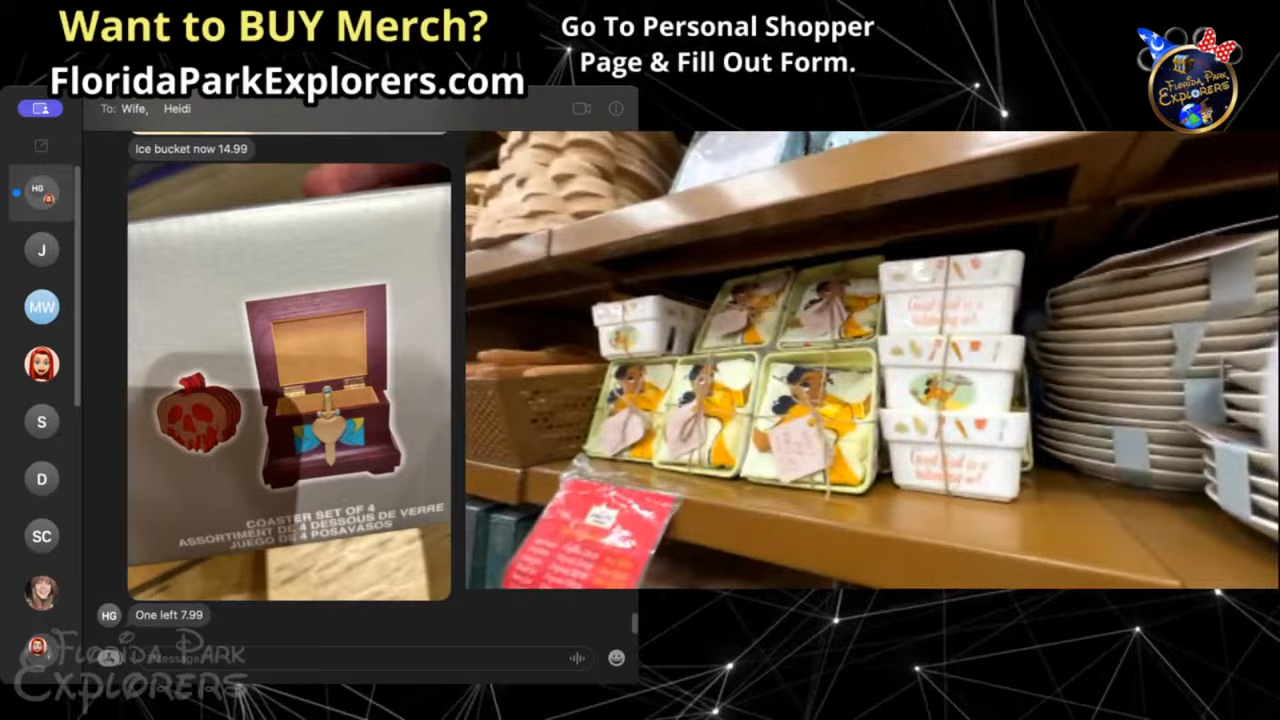 Want to BUY Merch?
FloridaParkExplorers.com
Go To Personal Shopper
Page & Fill Out Form.
FLORIDA PARK
EXPLORERS
To: Wife, Heidi
Ice bucket now 14.99
HG
J
MW
S
D
SC
COASTER SET OF 4
ASSORTIMENT DE 4 DESSOUS DE VERRE
JUEGO DE 4 POSAVASOS
HG
One left 7.99
FLORIDA PARK
EXPLORERS